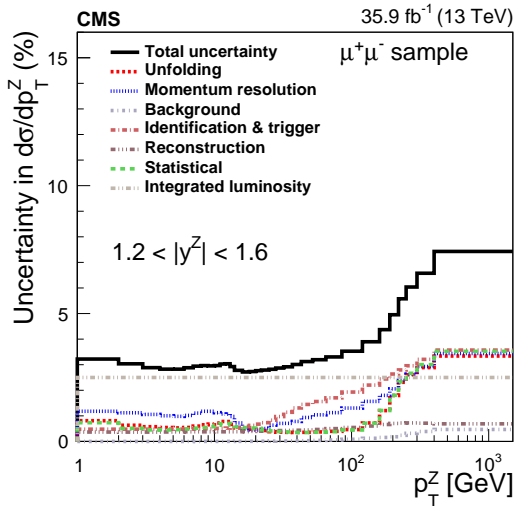 CMS
35.9 fb⁻¹ (13 TeV)
Uncertainty in dσ/dp_T^Z (%)
15
10
5
0
Total uncertainty
Unfolding
Momentum resolution
Background
Identification & trigger
Reconstruction
Statistical
Integrated luminosity
μ⁺μ⁻ sample
1.2 < |y^Z| < 1.6
1
10
10²
10³
p_T^Z [GeV]